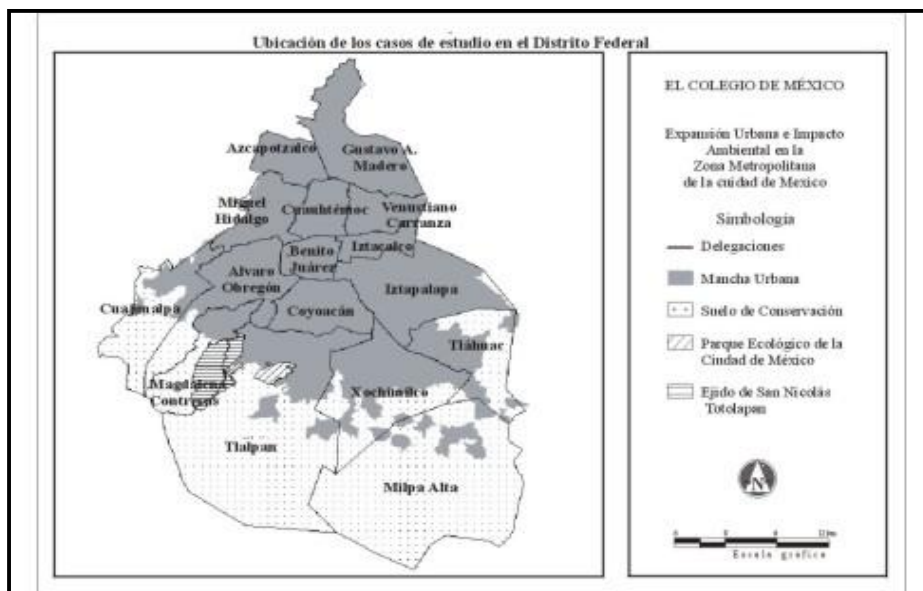 Ubicación de los casos de estudio en el Distrito Federal
Azcapotzalco
Gustavo A.
Madero
Miguel
Hidalgo
Cuauhtémoc
Venustiano
Carranza
Benito
Juárez
Iztacalco
Alvaro
Obregón
Iztapalapa
Cuajimalpa
Coyoacán
Tláhuac
Magdalena
Contreras
Xochimilco
Tlalpan
Milpa Alta
EL COLEGIO DE MÉXICO
Expansión Urbana e Impacto
Ambiental en la
Zona Metropolitana
de la cuidad de Mexico
Simbología
Delegaciones
Mancha Urbana
Suelo de Conservación
Parque Ecológico de la
Ciudad de México
Ejido de San Nicolás
Totolapan
N
Escala gráfica